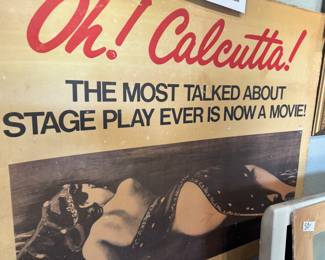 Oh! Calcutta!
THE MOST TALKED ABOUT
STAGE PLAY EVER IS NOW A MOVIE!